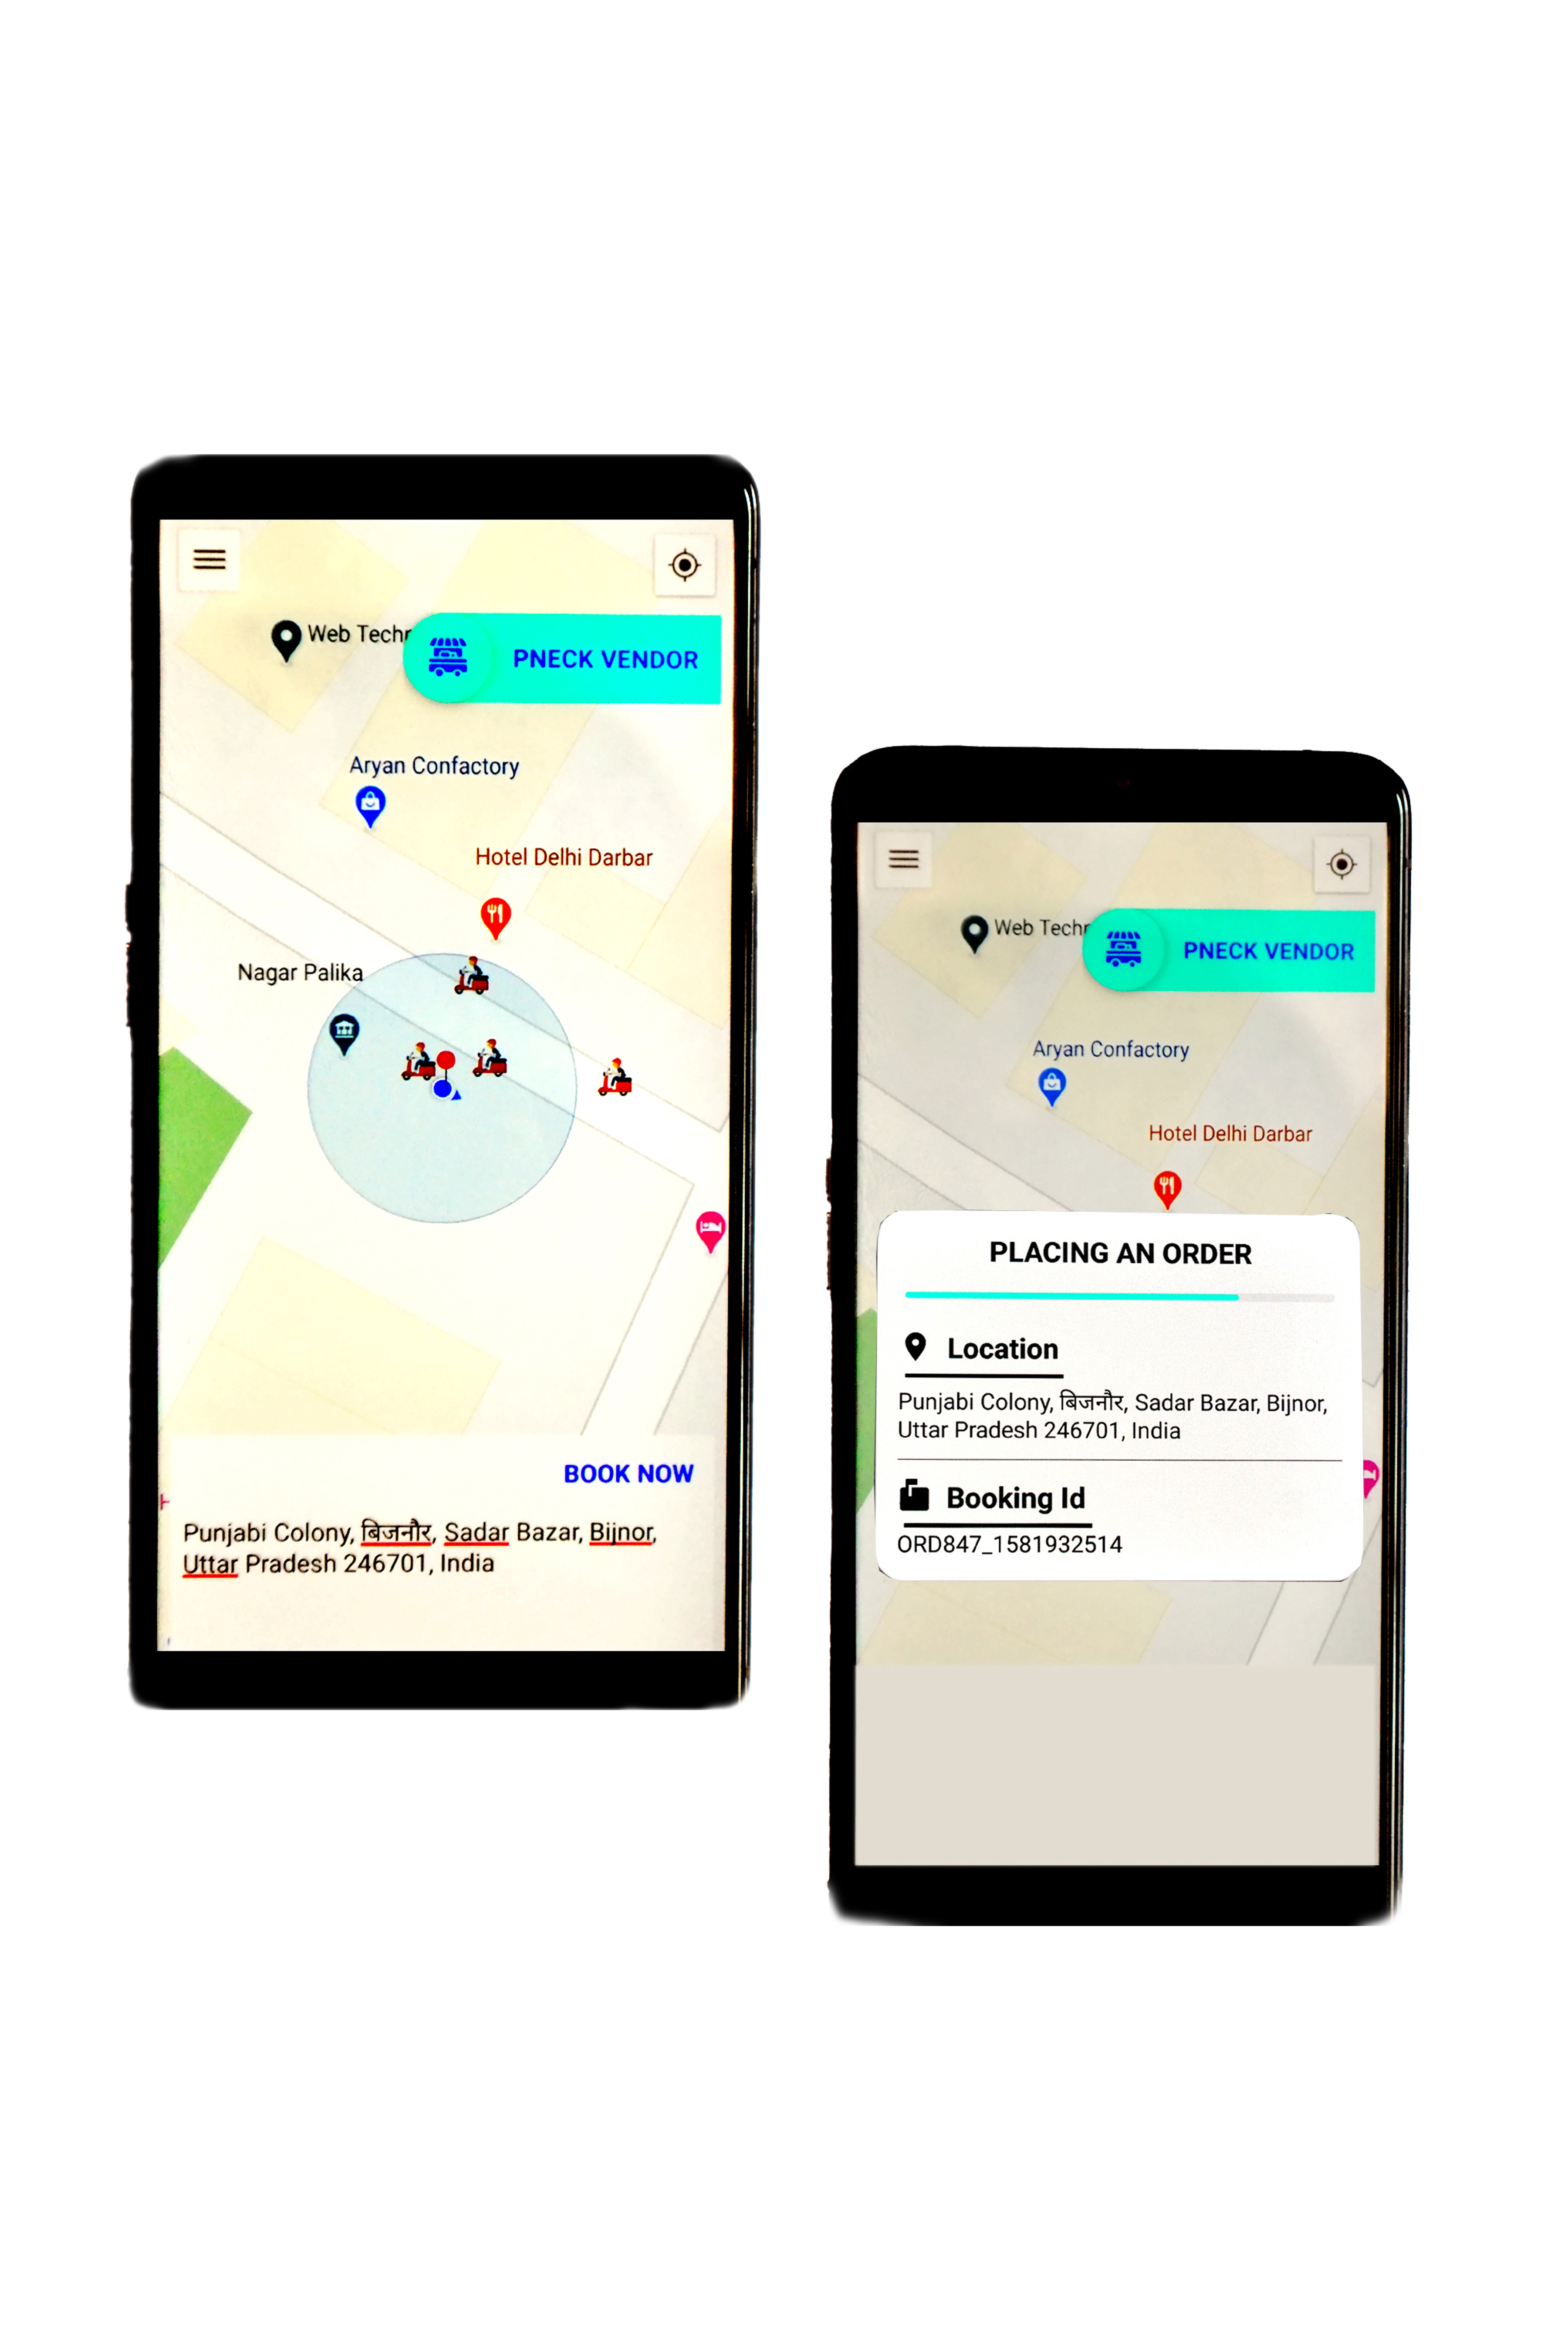 Web Techr
PNECK VENDOR
Aryan Confactory
Hotel Delhi Darbar
Nagar Palika
BOOK NOW
Punjabi Colony, बिजनौर, Sadar Bazar, Bijnor,
Uttar Pradesh 246701, India
Web Techr
PNECK VENDOR
Aryan Confactory
Hotel Delhi Darbar
PLACING AN ORDER
Location
Punjabi Colony, बिजनौर, Sadar Bazar, Bijnor,
Uttar Pradesh 246701, India
Booking Id
ORD847_1581932514